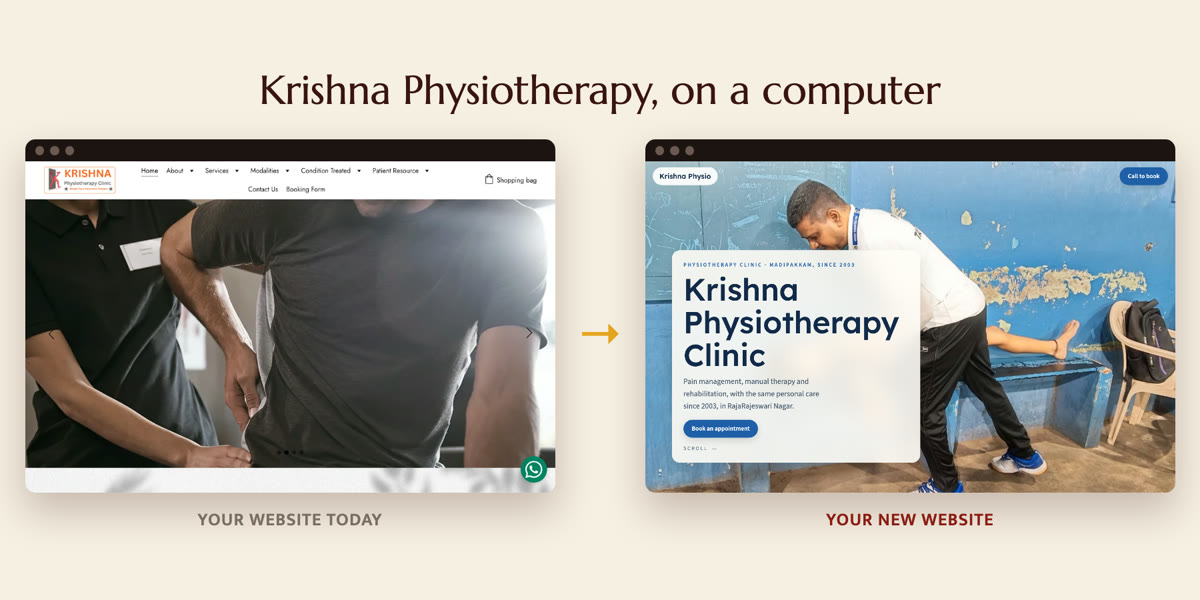 Krishna Physiotherapy, on a computer
KRISHNA
Physiotherapy Clinic
Home About Services Modalities Condition Treated Patient Resource
Contact Us Booking Form
Shopping bag
YOUR WEBSITE TODAY
Krishna Physio
Call to book
PHYSIOTHERAPY CLINIC · MADIPAKKAM, SINCE 2003
Krishna
Physiotherapy
Clinic
Pain management, manual therapy and
rehabilitation, with the same personal care
since 2003, in RajaRajeswari Nagar.
Book an appointment
SCROLL
YOUR NEW WEBSITE